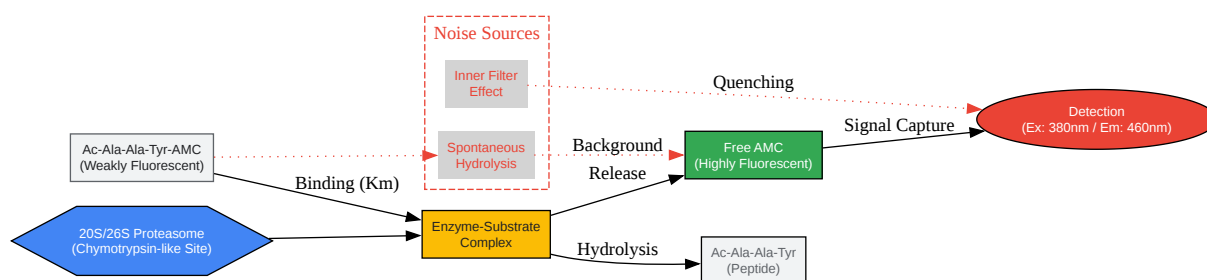 Noise Sources
Inner Filter
Effect
Quenching
Detection
(Ex: 380nm / Em: 460nm)
Signal Capture
Ac-Ala-Ala-Tyr-AMC
(Weakly Fluorescent)
Spontaneous
Hydrolysis
Background
Free AMC
(Highly Fluorescent)
Release
Binding (Km)
20S/26S Proteasome
(Chymotrypsin-like Site)
Enzyme-Substrate
Complex
Hydrolysis
Ac-Ala-Ala-Tyr
(Peptide)